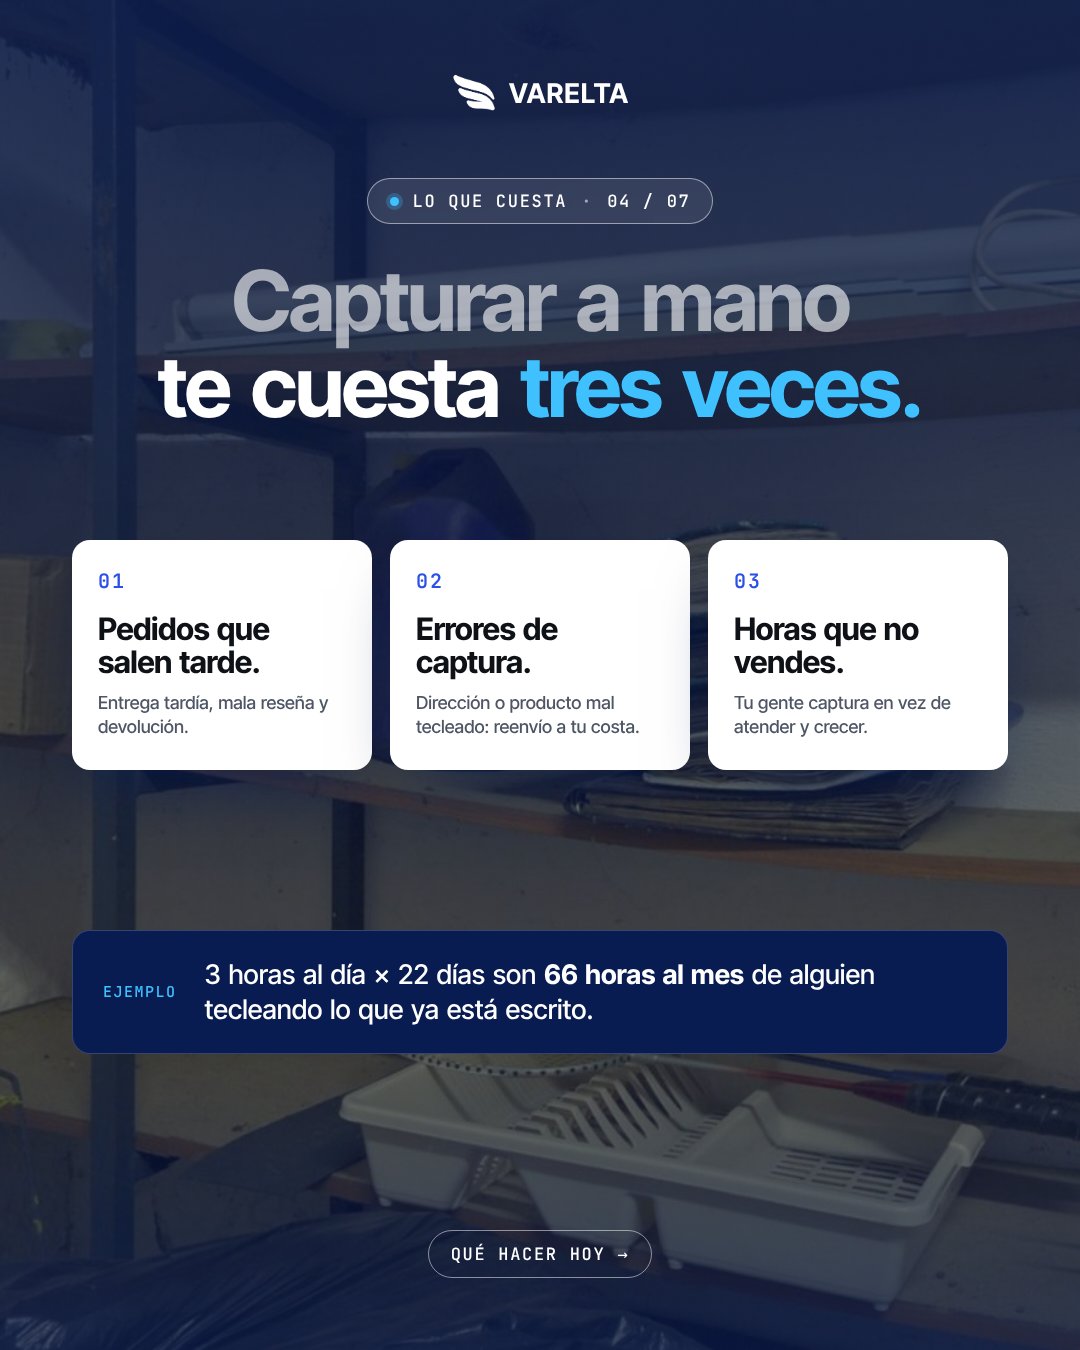 VARELTA
LO QUE CUESTA · 04 / 07
Capturar a mano
te cuesta tres veces.
01
Pedidos que
salen tarde.
Entrega tardía, mala reseña y
devolución.
02
Errores de
captura.
Dirección o producto mal
tecleado: reenvío a tu costa.
03
Horas que no
vendes.
Tu gente captura en vez de
atender y crecer.
EJEMPLO
3 horas al día × 22 días son 66 horas al mes de alguien
tecleando lo que ya está escrito.
QUÉ HACER HOY →